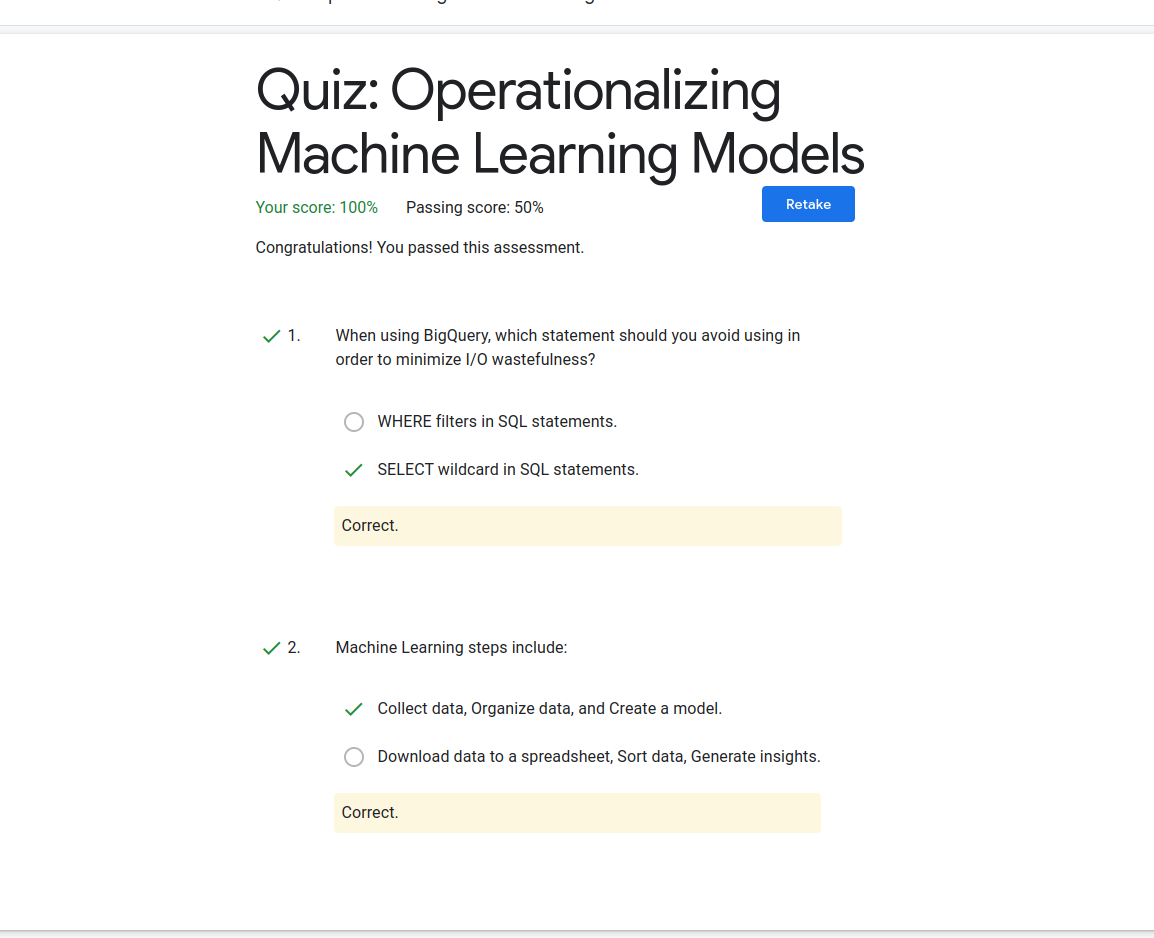 Quiz: Operationalizing
Machine Learning Models
Your score: 100% Passing score: 50%
Retake
Congratulations! You passed this assessment.
1. When using BigQuery, which statement should you avoid using in
order to minimize I/O wastefulness?
WHERE filters in SQL statements.
SELECT wildcard in SQL statements.
Correct.
2. Machine Learning steps include:
Collect data, Organize data, and Create a model.
Download data to a spreadsheet, Sort data, Generate insights.
Correct.